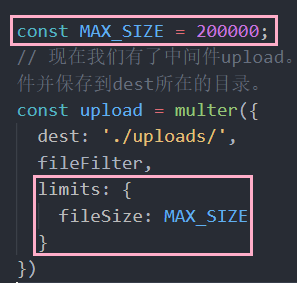 const MAX_SIZE = 200000;
// 现在我们有了中间件upload。
件并保存到dest所在的目录。
const upload = multer({
dest: './uploads/',
fileFilter,
limits: {
fileSize: MAX_SIZE
}
})